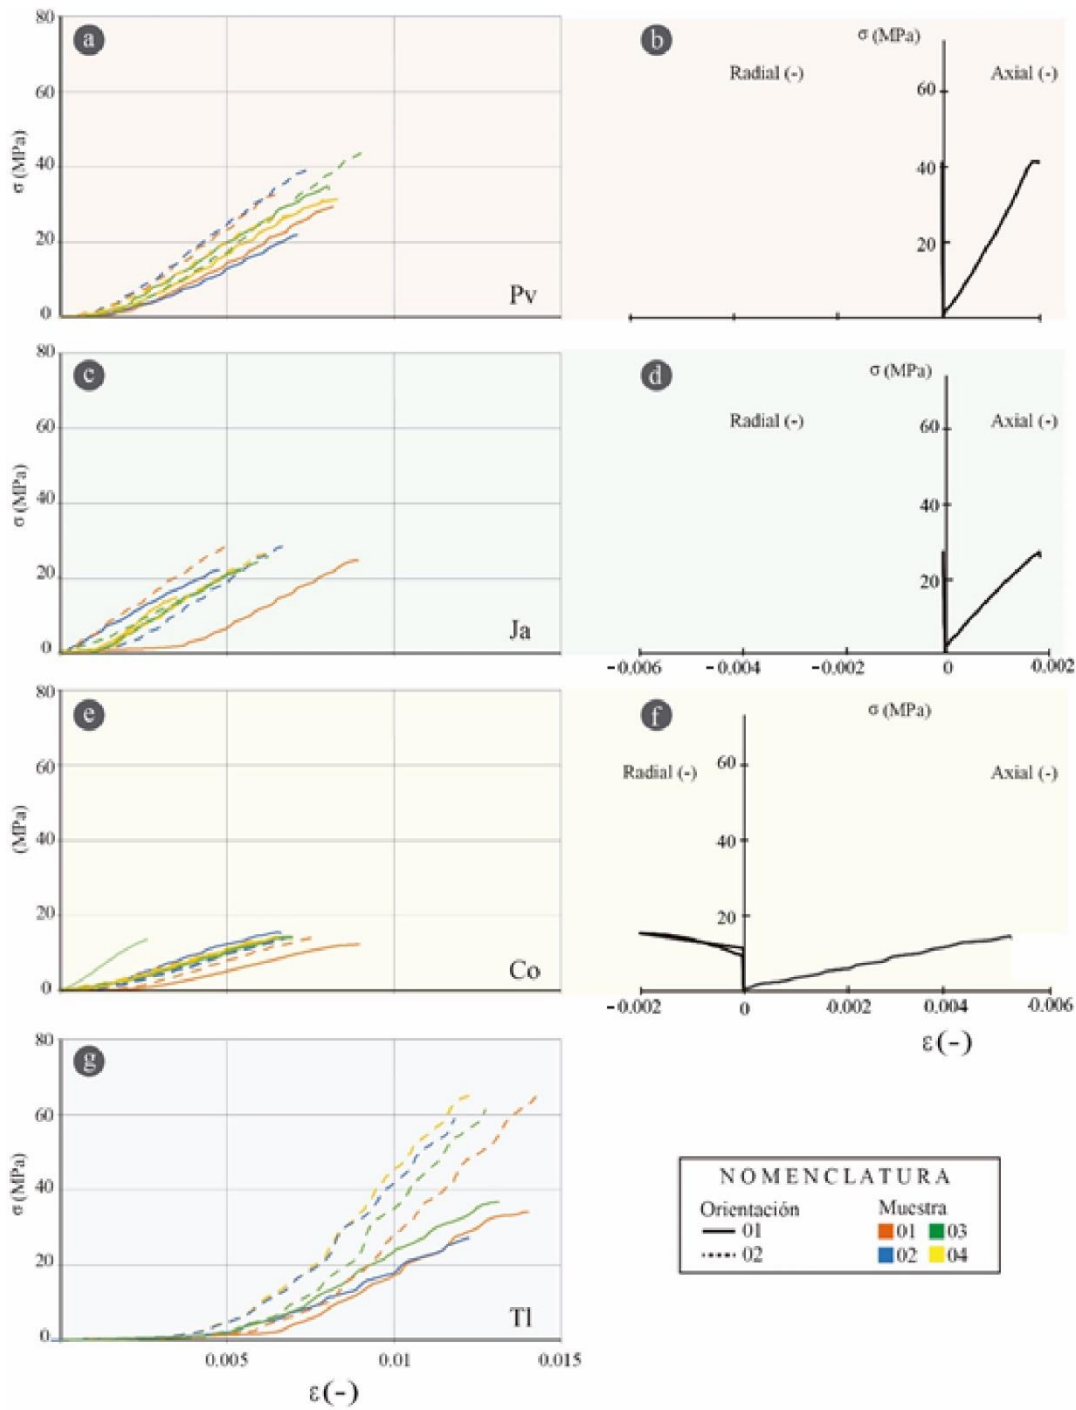 a
80
60
40
20
0
σ (MPa)
Pv
b
σ (MPa)
Radial (-)
Axial (-)
60
40
20
c
80
60
40
20
0
σ (MPa)
Ja
d
σ (MPa)
Radial (-)
Axial (-)
60
40
20
-0.006 -0.004 -0.002 0 0.002
e
80
60
40
20
0
(MPa)
Co
f
σ (MPa)
Radial (-)
Axial (-)
60
40
20
-0.002 0 0.002 0.004 0.006
ε(-)
g
80
60
40
20
0
σ (MPa)
Tl
0.005 0.01 0.015
ε(-)
NOMENCLATURA
Orientación Muestra
01 01 03
02 02 04